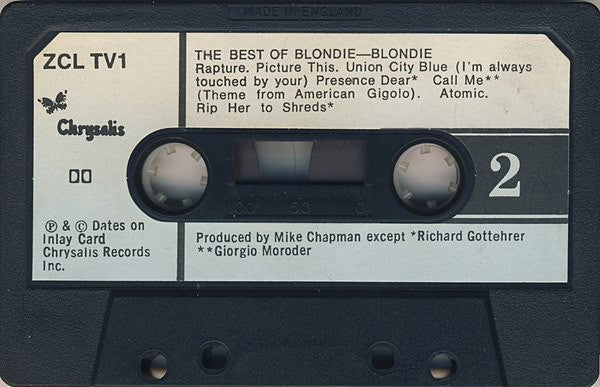 MADE IN ENGLAND
ZCL TV1
THE BEST OF BLONDIE—BLONDIE
Rapture. Picture This. Union City Blue (I'm always
touched by your) Presence Dear* Call Me**
(Theme from American Gigolo). Atomic.
Rip Her to Shreds*
Chrysalis
2
100 50 0
Ⓟ & © Dates on
Inlay Card
Chrysalis Records
Inc.
Produced by Mike Chapman except *Richard Gottehrer
**Giorgio Moroder